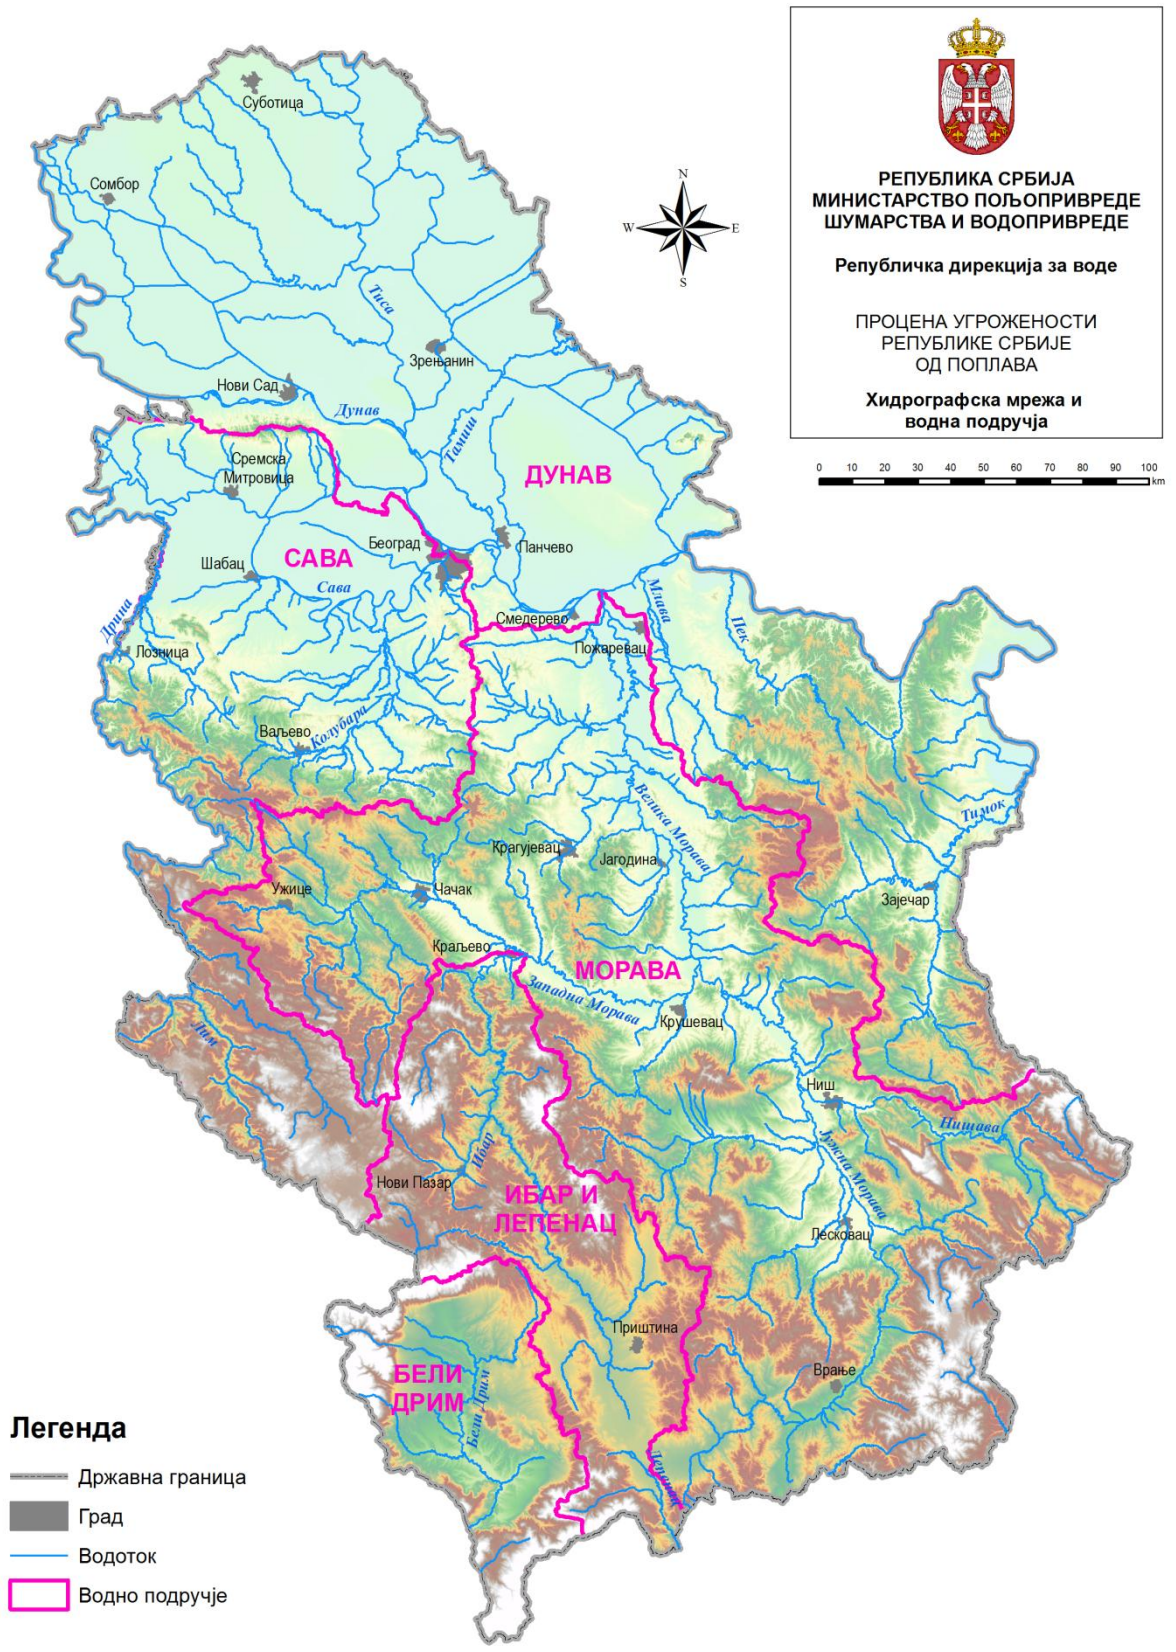 РЕПУБЛИКА СРБИЈА
МИНИСТАРСТВО ПОЉОПРИВРЕДЕ
ШУМАРСТВА И ВОДОПРИВРЕДЕ
Републичка дирекција за воде
ПРОЦЕНА УГРОЖЕНОСТИ
РЕПУБЛИКЕ СРБИЈЕ
ОД ПОПЛАВА
Хидрографска мрежа и
водна подручја
0 10 20 30 40 50 60 70 80 90 100
km
N
W E
S
Суботица
Сомбор
Тиса
Зрењанин
Нови Сад
Дунав
Тамиш
Сремска
Митровица
ДУНАВ
Београд
Панчево
САВА
Шабац
Сава
Млава
Дрина
Смедерево
Пек
Лозница
Пожаревац
Ваљево
Колубара
Велика Морава
Тимок
Крагујевац
Јагодина
Ужице
Чачак
Зајечар
Краљево
МОРАВА
Западна Морава
Крушевац
Лим
Ниш
Нишава
Ибар
Јужна Морава
Нови Пазар
ИБАР И
ЛЕПЕНАЦ
Лесковац
Приштина
БЕЛИ
ДРИМ
Врање
Бели Дрим
Лепенац
Легенда
Државна граница
Град
Водоток
Водно подручје